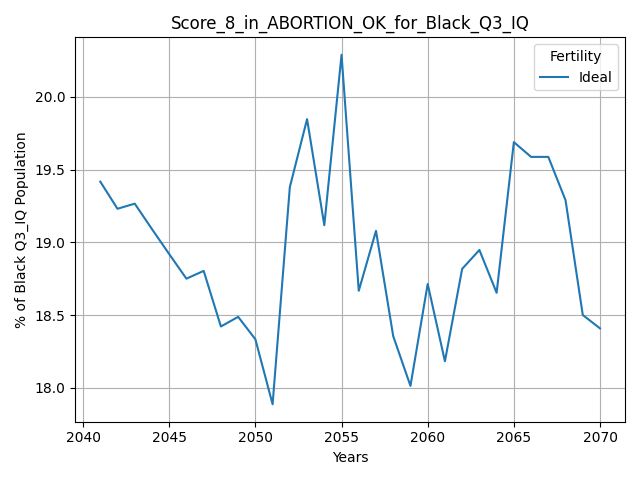 Score_8_in_ABORTION_OK_for_Black_Q3_IQ
Fertility
Ideal
% of Black Q3_IQ Population
20.0
19.5
19.0
18.5
18.0
2040 2045 2050 2055 2060 2065 2070
Years